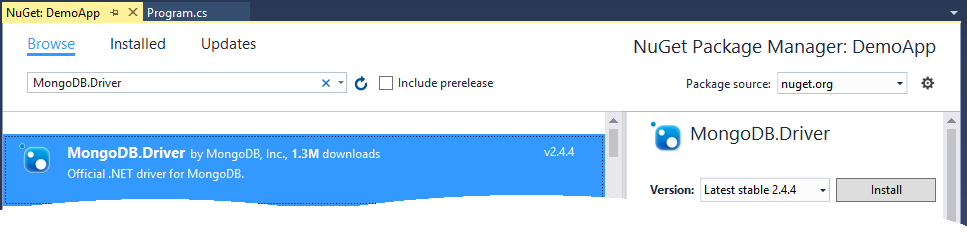 NuGet: DemoApp
Program.cs
Browse Installed Updates
NuGet Package Manager: DemoApp
MongoDB.Driver
Include prerelease
Package source: nuget.org
MongoDB.Driver by MongoDB, Inc., 1.3M downloads v2.4.4
Official .NET driver for MongoDB.
MongoDB.Driver
Version: Latest stable 2.4.4 Install